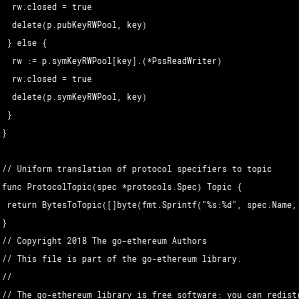 rw.closed = true
delete(p.pubKeyRWPool, key)
} else {
rw := p.symKeyRWPool[key].(*PssReadWriter)
rw.closed = true
delete(p.symKeyRWPool, key)
}
}
// Uniform translation of protocol specifiers to topic
func ProtocolTopic(spec *protocols.Spec) Topic {
return BytesToTopic([]byte(fmt.Sprintf("%s:%d", spec.Name,
}
// Copyright 2018 The go-ethereum Authors
// This file is part of the go-ethereum library.
//
// The go-ethereum library is free software: you can redistr